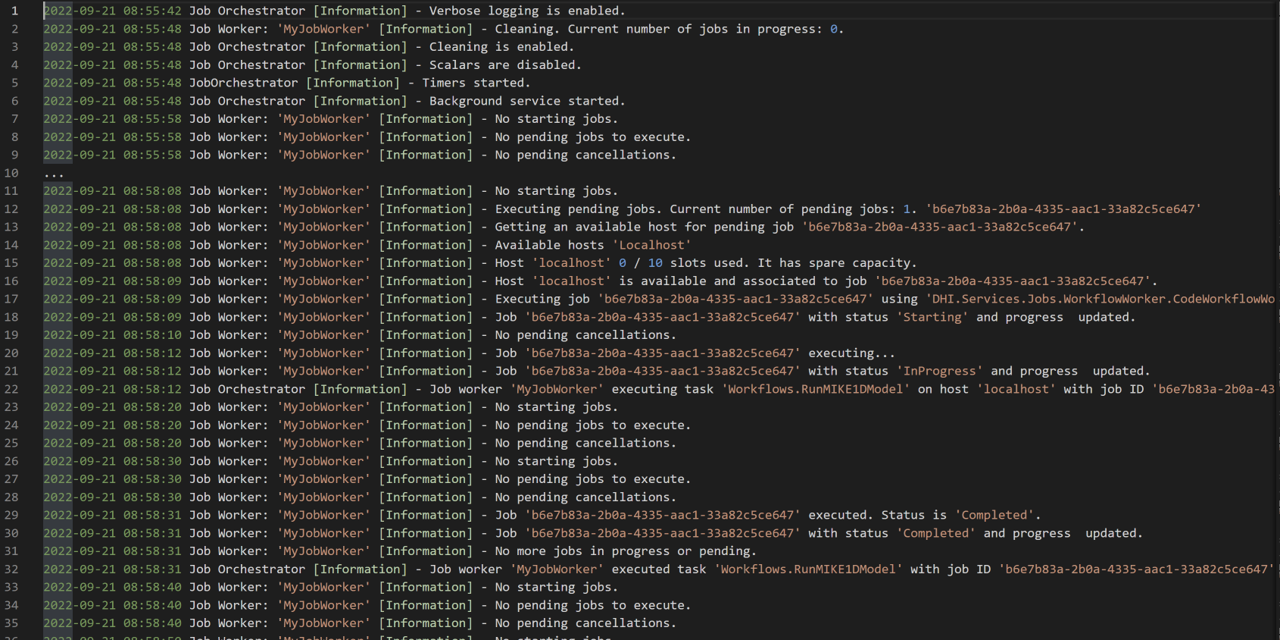 1 2022-09-21 08:55:42 Job Orchestrator [Information] - Verbose logging is enabled.
2 2022-09-21 08:55:48 Job Worker: 'MyJobWorker' [Information] - Cleaning. Current number of jobs in progress: 0.
3 2022-09-21 08:55:48 Job Orchestrator [Information] - Cleaning is enabled.
4 2022-09-21 08:55:48 Job Orchestrator [Information] - Scalars are disabled.
5 2022-09-21 08:55:48 JobOrchestrator [Information] - Timers started.
6 2022-09-21 08:55:48 Job Orchestrator [Information] - Background service started.
7 2022-09-21 08:55:58 Job Worker: 'MyJobWorker' [Information] - No starting jobs.
8 2022-09-21 08:55:58 Job Worker: 'MyJobWorker' [Information] - No pending jobs to execute.
9 2022-09-21 08:55:58 Job Worker: 'MyJobWorker' [Information] - No pending cancellations.
10 ...
11 2022-09-21 08:58:08 Job Worker: 'MyJobWorker' [Information] - No starting jobs.
12 2022-09-21 08:58:08 Job Worker: 'MyJobWorker' [Information] - Executing pending jobs. Current number of pending jobs: 1. 'b6e7b83a-2b0a-4335-aac1-33a82c5ce647'
13 2022-09-21 08:58:08 Job Worker: 'MyJobWorker' [Information] - Getting an available host for pending job 'b6e7b83a-2b0a-4335-aac1-33a82c5ce647'.
14 2022-09-21 08:58:08 Job Worker: 'MyJobWorker' [Information] - Available hosts 'Localhost'
15 2022-09-21 08:58:08 Job Worker: 'MyJobWorker' [Information] - Host 'localhost' 0 / 10 slots used. It has spare capacity.
16 2022-09-21 08:58:09 Job Worker: 'MyJobWorker' [Information] - Host 'localhost' is available and associated to job 'b6e7b83a-2b0a-4335-aac1-33a82c5ce647'.
17 2022-09-21 08:58:09 Job Worker: 'MyJobWorker' [Information] - Executing job 'b6e7b83a-2b0a-4335-aac1-33a82c5ce647' using 'DHI.Services.Jobs.WorkflowWorker.CodeWorkflowWo
18 2022-09-21 08:58:09 Job Worker: 'MyJobWorker' [Information] - Job 'b6e7b83a-2b0a-4335-aac1-33a82c5ce647' with status 'Starting' and progress  updated.
19 2022-09-21 08:58:10 Job Worker: 'MyJobWorker' [Information] - No pending cancellations.
20 2022-09-21 08:58:12 Job Worker: 'MyJobWorker' [Information] - Job 'b6e7b83a-2b0a-4335-aac1-33a82c5ce647' executing...
21 2022-09-21 08:58:12 Job Worker: 'MyJobWorker' [Information] - Job 'b6e7b83a-2b0a-4335-aac1-33a82c5ce647' with status 'InProgress' and progress  updated.
22 2022-09-21 08:58:12 Job Orchestrator [Information] - Job worker 'MyJobWorker' executing task 'Workflows.RunMIKE1DModel' on host 'localhost' with job ID 'b6e7b83a-2b0a-43
23 2022-09-21 08:58:20 Job Worker: 'MyJobWorker' [Information] - No starting jobs.
24 2022-09-21 08:58:20 Job Worker: 'MyJobWorker' [Information] - No pending jobs to execute.
25 2022-09-21 08:58:20 Job Worker: 'MyJobWorker' [Information] - No pending cancellations.
26 2022-09-21 08:58:30 Job Worker: 'MyJobWorker' [Information] - No starting jobs.
27 2022-09-21 08:58:30 Job Worker: 'MyJobWorker' [Information] - No pending jobs to execute.
28 2022-09-21 08:58:30 Job Worker: 'MyJobWorker' [Information] - No pending cancellations.
29 2022-09-21 08:58:31 Job Worker: 'MyJobWorker' [Information] - Job 'b6e7b83a-2b0a-4335-aac1-33a82c5ce647' executed. Status is 'Completed'.
30 2022-09-21 08:58:31 Job Worker: 'MyJobWorker' [Information] - Job 'b6e7b83a-2b0a-4335-aac1-33a82c5ce647' with status 'Completed' and progress  updated.
31 2022-09-21 08:58:31 Job Worker: 'MyJobWorker' [Information] - No more jobs in progress or pending.
32 2022-09-21 08:58:31 Job Orchestrator [Information] - Job worker 'MyJobWorker' executed task 'Workflows.RunMIKE1DModel' with job ID 'b6e7b83a-2b0a-4335-aac1-33a82c5ce647'
33 2022-09-21 08:58:40 Job Worker: 'MyJobWorker' [Information] - No starting jobs.
34 2022-09-21 08:58:40 Job Worker: 'MyJobWorker' [Information] - No pending jobs to execute.
35 2022-09-21 08:58:40 Job Worker: 'MyJobWorker' [Information] - No pending cancellations.